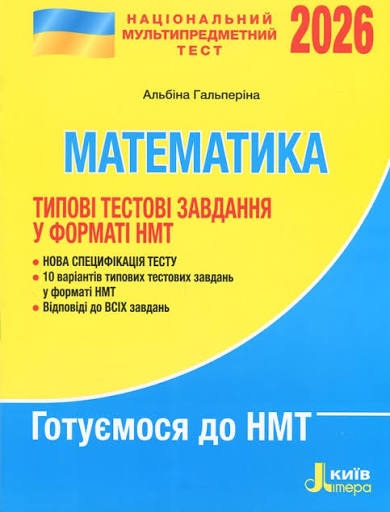 НАЦІОНАЛЬНИЙ
МУЛЬТИПРЕДМЕТНИЙ
ТЕСТ
2026
Альбіна Гальперіна
МАТЕМАТИКА
ТИПОВІ ТЕСТОВІ ЗАВДАННЯ
У ФОРМАТІ НМТ
• НОВА СПЕЦИФІКАЦІЯ ТЕСТУ
• 10 варіантів типових тестових завдань
у форматі НМТ
• Відповіді до ВСІХ завдань
Готуємося до НМТ
КИЇВ
Літера